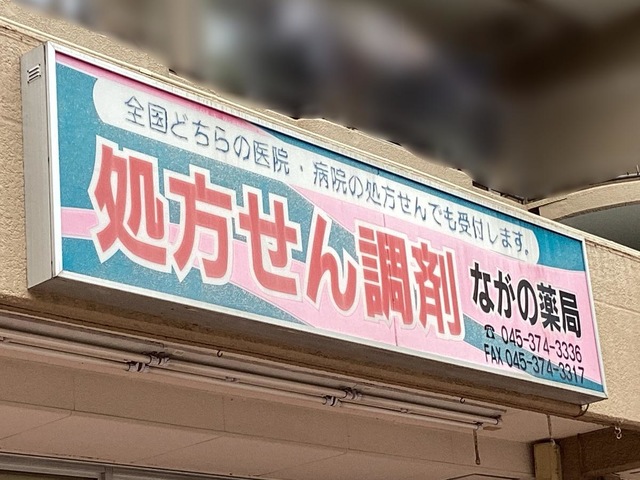 全国どちらの医院・病院の処方せんでも受付します。
処方せん調剤
ながの薬局
☎ 045-374-3336
FAX 045-374-3317